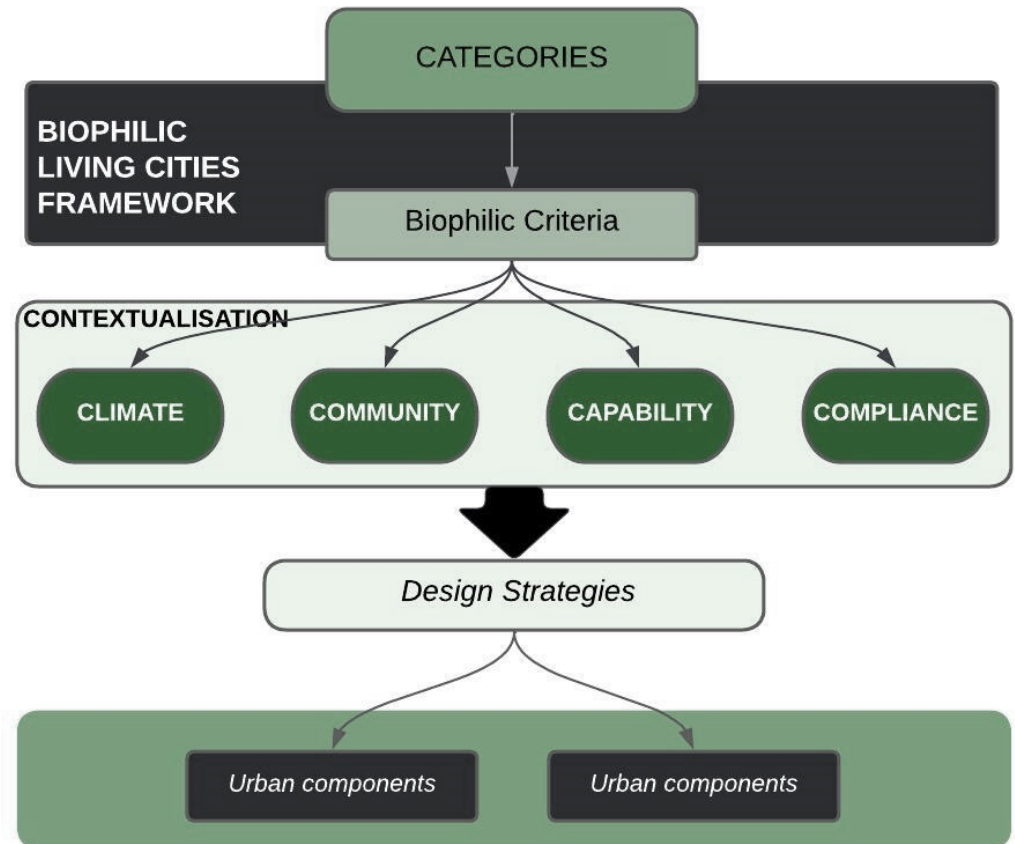 CATEGORIES
BIOPHILIC
LIVING CITIES
FRAMEWORK
Biophilic Criteria
CONTEXTUALISATION
CLIMATE
COMMUNITY
CAPABILITY
COMPLIANCE
Design Strategies
Urban components
Urban components